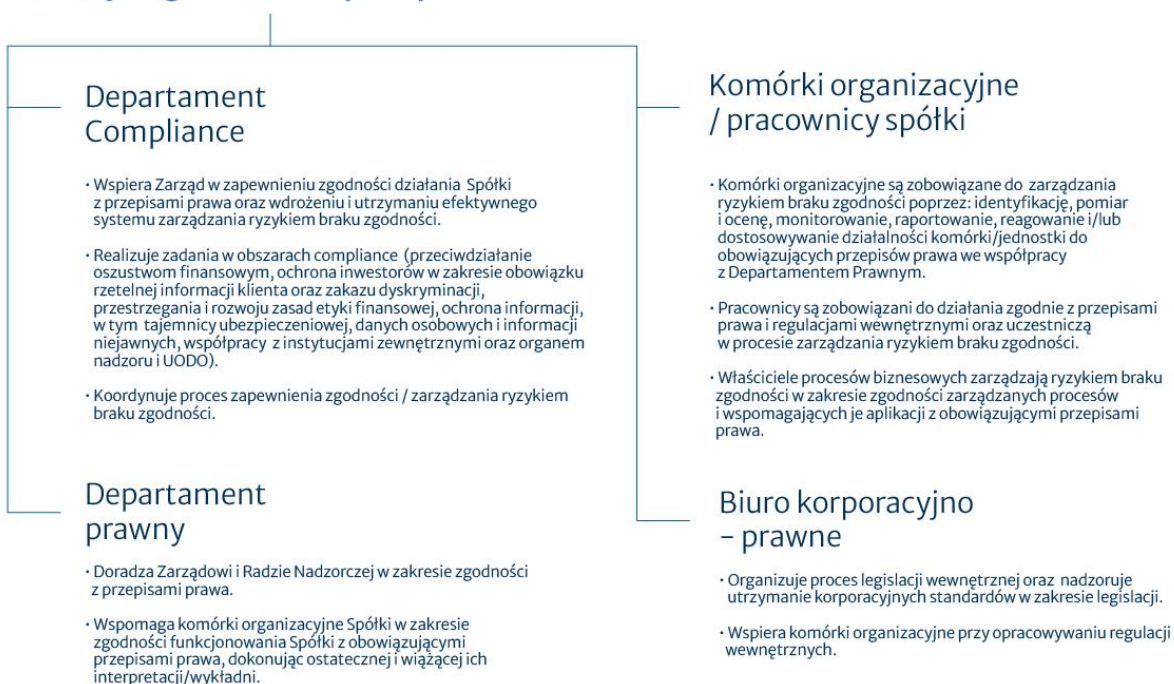 Departament
Compliance
· Wspiera Zarząd w zapewnieniu zgodności działania Spółki
z przepisami prawa oraz wdrożeniu i utrzymaniu efektywnego
systemu zarządzania ryzykiem braku zgodności.
· Realizuje zadania w obszarach compliance (przeciwdziałanie
oszustwom finansowym, ochrona inwestorów w zakresie obowiązku
rzetelnej informacji klienta oraz zakazu dyskryminacji,
przestrzegania i rozwoju zasad etyki finansowej, ochrona informacji,
w tym tajemnicy ubezpieczeniowej, danych osobowych i informacji
niejawnych, współpracy z instytucjami zewnętrznymi oraz organem
nadzoru i UODO).
· Koordynuje proces zapewnienia zgodności / zarządzania ryzykiem
braku zgodności.
Departament
prawny
· Doradza Zarządowi i Radzie Nadzorczej w zakresie zgodności
z przepisami prawa.
· Wspomaga komórki organizacyjne Spółki w zakresie
zgodności funkcjonowania Spółki z obowiązującymi
przepisami prawa, dokonując ostatecznej i wiążącej ich
interpretacji/wykładni.
Komórki organizacyjne
/ pracownicy spółki
· Komórki organizacyjne są zobowiązane do zarządzania
ryzykiem braku zgodności poprzez: identyfikację, pomiar
i ocenę, monitorowanie, raportowanie, reagowanie i/lub
dostosowywanie działalności komórki/jednostki do
obowiązujących przepisów prawa we współpracy
z Departamentem Prawnym.
· Pracownicy są zobowiązani do działania zgodnie z przepisami
prawa i regulacjami wewnętrznymi oraz uczestniczą
w procesie zarządzania ryzykiem braku zgodności.
· Właściciele procesów biznesowych zarządzają ryzykiem braku
zgodności w zakresie zgodności zarządzanych procesów
i wspomagających je aplikacji z obowiązującymi przepisami
prawa.
Biuro korporacyjno
– prawne
· Organizuje proces legislacji wewnętrznej oraz nadzoruje
utrzymanie korporacyjnych standardów w zakresie legislacji.
· Wspiera komórki organizacyjne przy opracowywaniu regulacji
wewnętrznych.